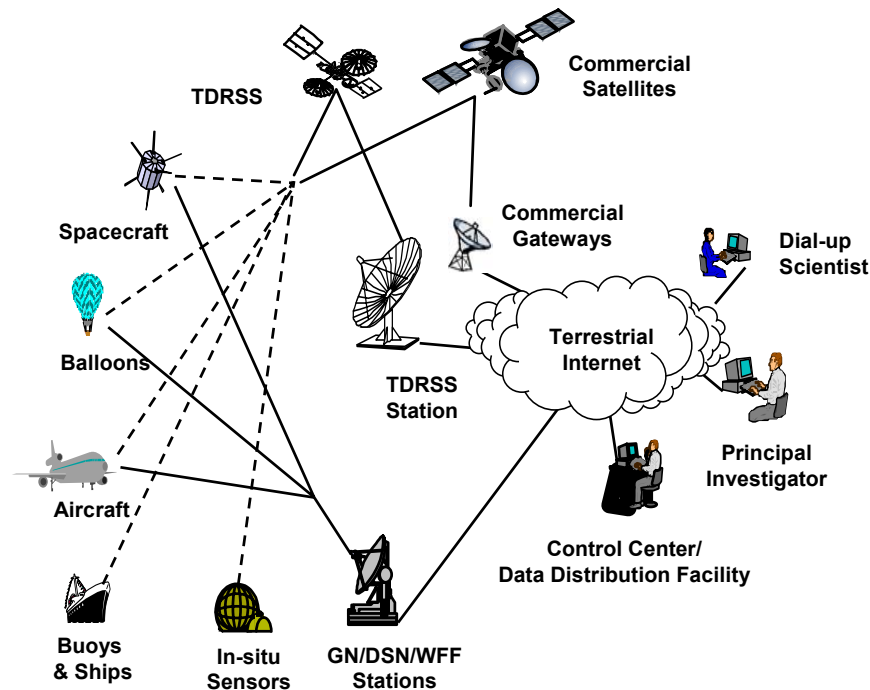 TDRSS
Commercial
Satellites
Spacecraft
Commercial
Gateways
Dial-up
Scientist
Balloons
Terrestrial
Internet
TDRSS
Station
Principal
Investigator
Aircraft
Control Center/
Data Distribution Facility
Buoys
& Ships
In-situ
Sensors
GN/DSN/WFF
Stations